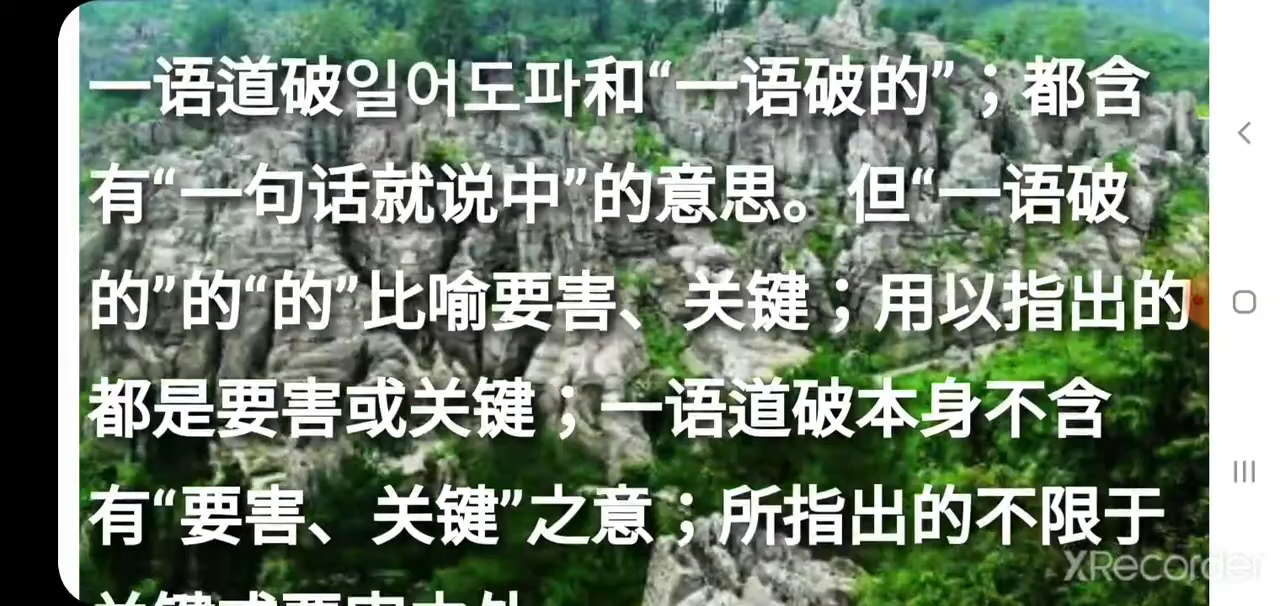 一语道破일어도파和“一语破的”；都含
有“一句话就说中”的意思。但“一语破
的”的“的”比喻要害、关键；用以指出的
都是要害或关键；一语道破本身不含
有“要害、关键”之意；所指出的不限于
XRecorder